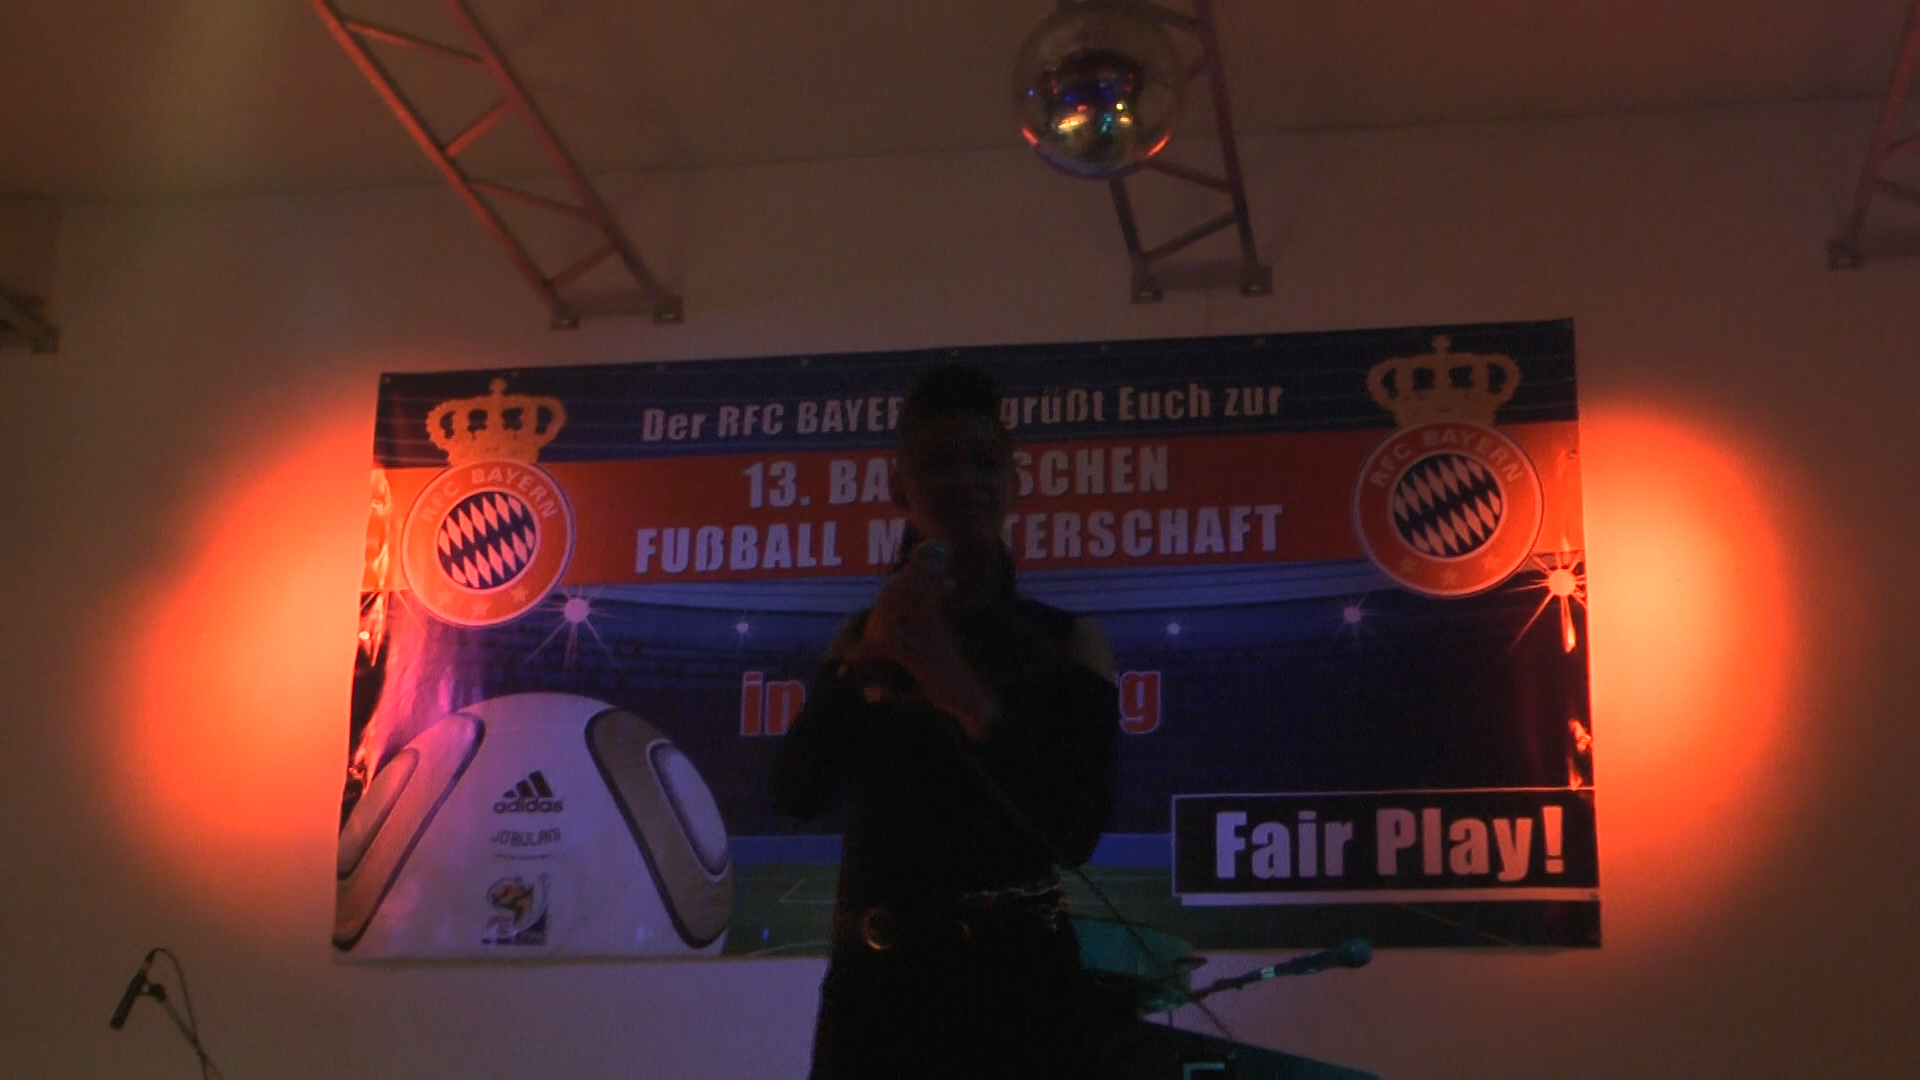 Der RFC BAYER grüßt Euch zur
13. BA SCHEN
FUßBALL M TERSCHAFT
in g
RFC BAYERN
RFC BAYERN
adidas
JO'BULANI
Fair Play!